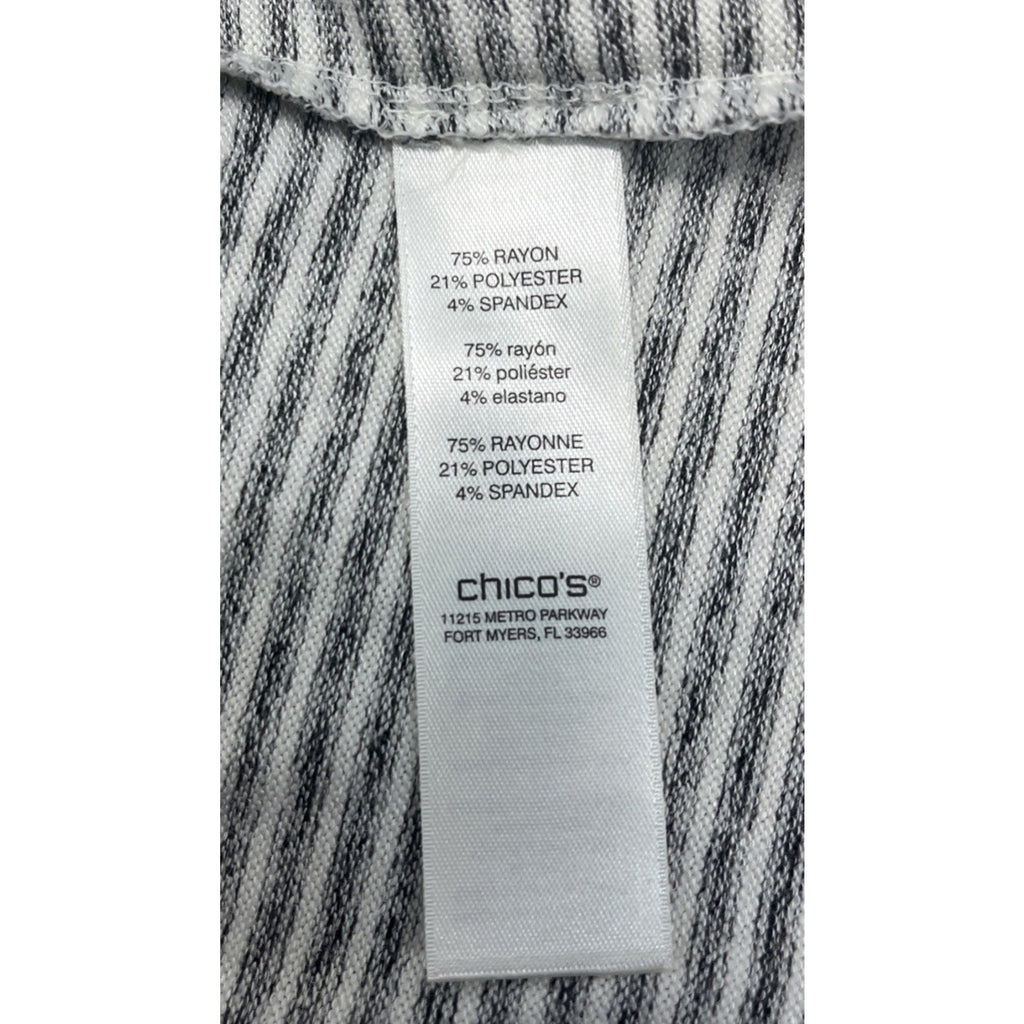 75% RAYON
21% POLYESTER
4% SPANDEX
75% rayón
21% poliéster
4% elastano
75% RAYONNE
21% POLYESTER
4% SPANDEX
chico's®
11215 METRO PARKWAY
FORT MYERS, FL 33966